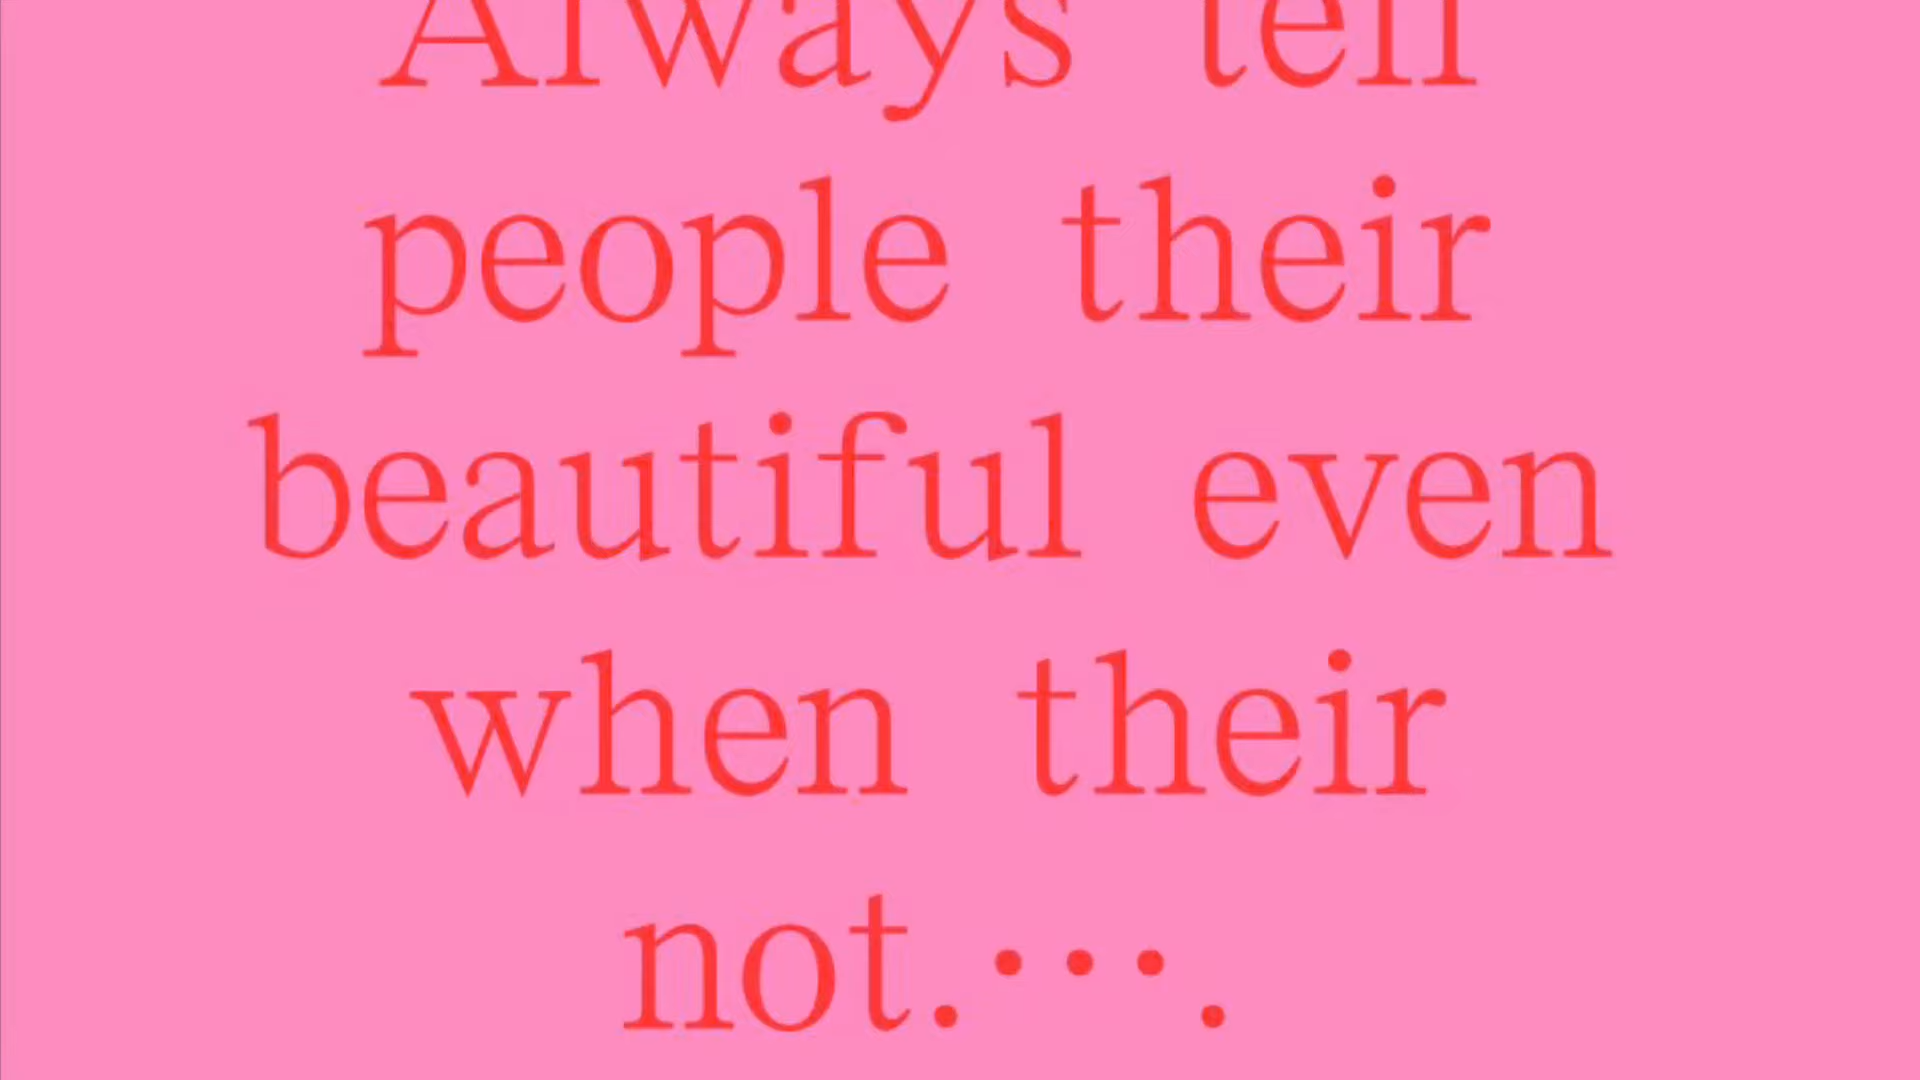 Always tell
people their
beautiful even
when their
not.···.